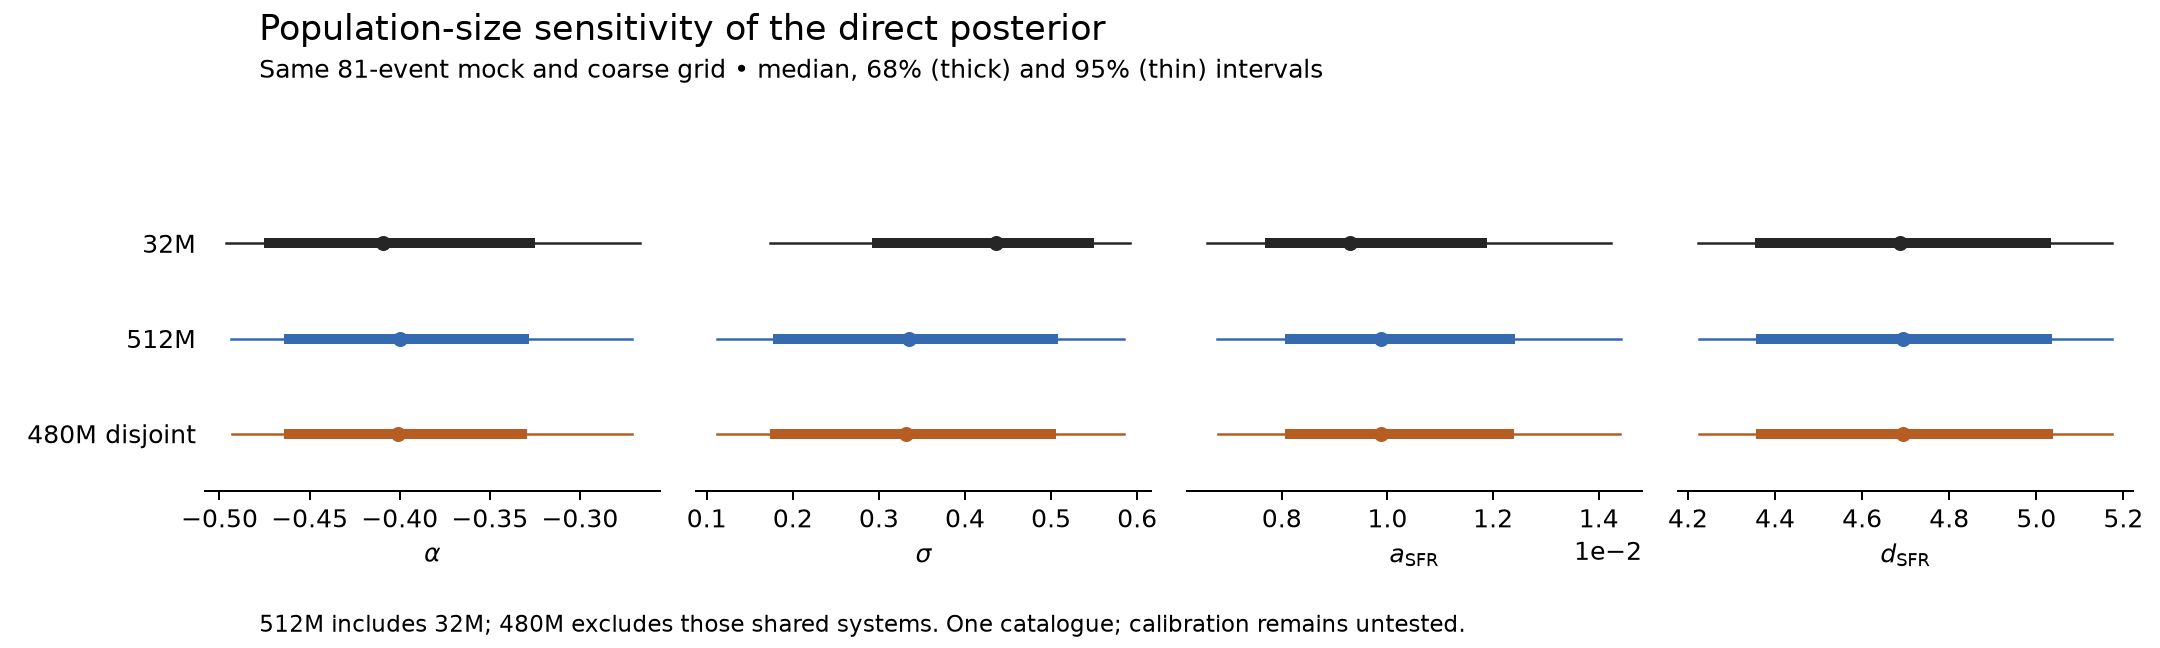 Population-size sensitivity of the direct posterior
Same 81-event mock and coarse grid • median, 68% (thick) and 95% (thin) intervals
32M
512M
480M disjoint
−0.50 −0.45 −0.40 −0.35 −0.30
α
0.1 0.2 0.3 0.4 0.5 0.6
σ
0.8 1.0 1.2 1.4
1e−2
a_SFR
4.2 4.4 4.6 4.8 5.0 5.2
d_SFR
512M includes 32M; 480M excludes those shared systems. One catalogue; calibration remains untested.